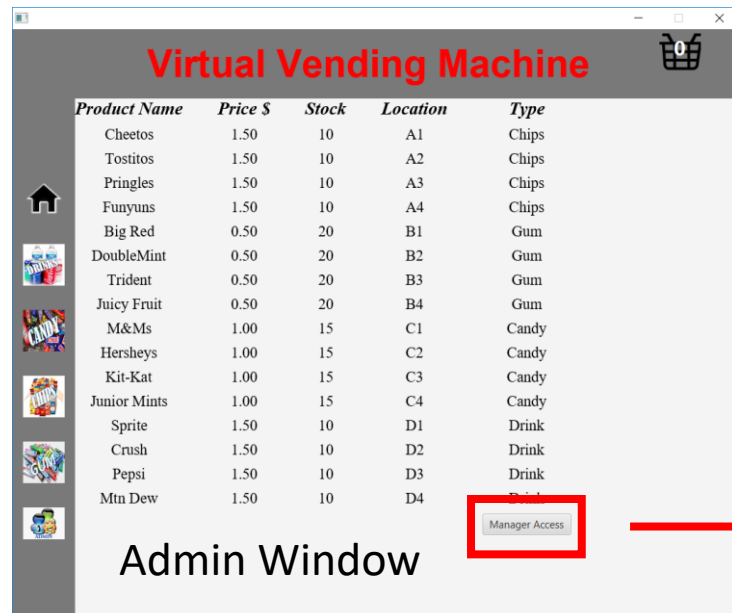 Virtual Vending Machine
0
Product Name Price $ Stock Location Type
Cheetos 1.50 10 A1 Chips
Tostitos 1.50 10 A2 Chips
Pringles 1.50 10 A3 Chips
Funyuns 1.50 10 A4 Chips
Big Red 0.50 20 B1 Gum
DoubleMint 0.50 20 B2 Gum
Trident 0.50 20 B3 Gum
Juicy Fruit 0.50 20 B4 Gum
M&Ms 1.00 15 C1 Candy
Hersheys 1.00 15 C2 Candy
Kit-Kat 1.00 15 C3 Candy
Junior Mints 1.00 15 C4 Candy
Sprite 1.50 10 D1 Drink
Crush 1.50 10 D2 Drink
Pepsi 1.50 10 D3 Drink
Mtn Dew 1.50 10 D4 Drink
DRINKS
CANDY
CHIPS
GUM
ADMIN
Manager Access
Admin Window